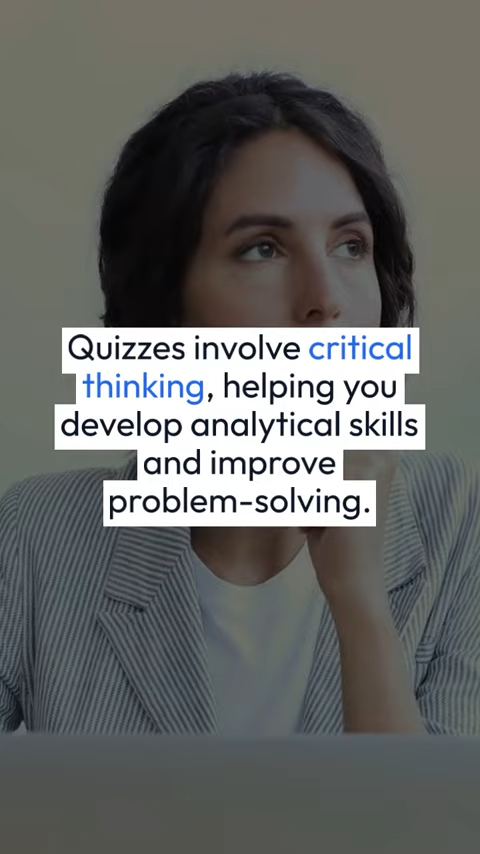 Quizzes involve critical
thinking, helping you
develop analytical skills
and improve
problem-solving.